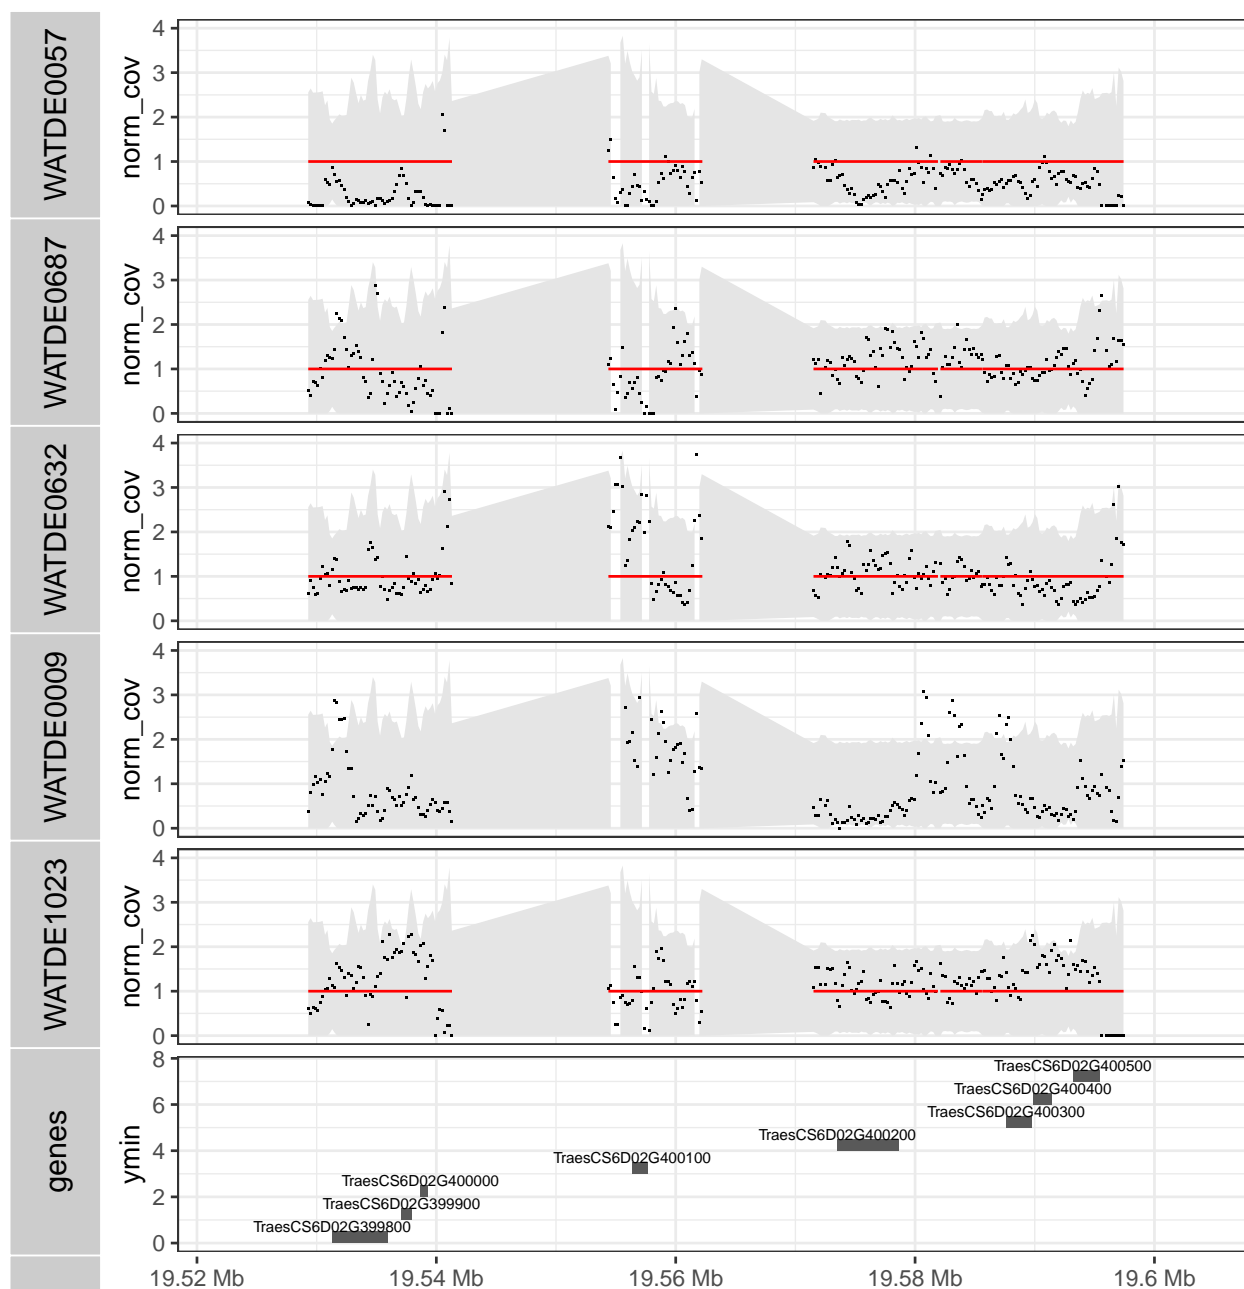 WATDE0057
norm_cov
4
3
2
1
0
WATDE0687
norm_cov
4
3
2
1
0
WATDE0632
norm_cov
4
3
2
1
0
WATDE0009
norm_cov
4
3
2
1
0
WATDE1023
norm_cov
4
3
2
1
0
genes
ymin
8
6
4
2
0
TraesCS6D02G400500
TraesCS6D02G400400
TraesCS6D02G400300
TraesCS6D02G400200
TraesCS6D02G400100
TraesCS6D02G400000
TraesCS6D02G399900
TraesCS6D02G399800
19.52 Mb 19.54 Mb 19.56 Mb 19.58 Mb 19.6 Mb